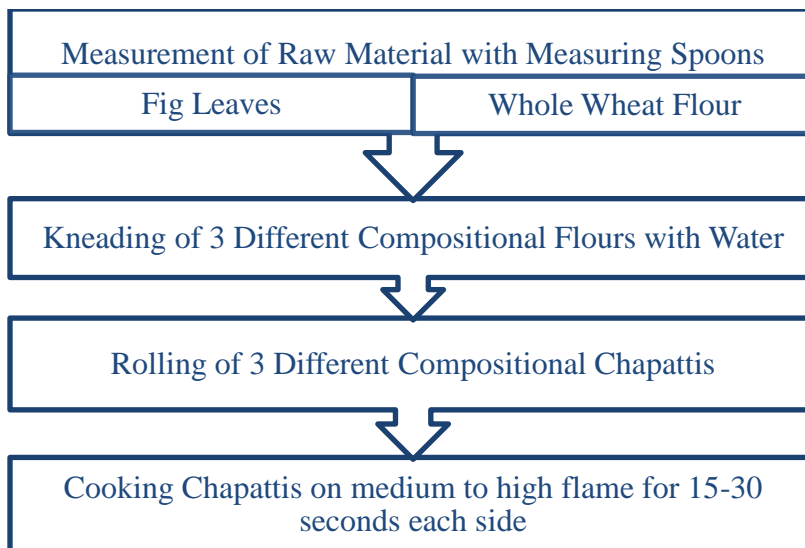 Measurement of Raw Material with Measuring Spoons
Fig Leaves
Whole Wheat Flour
Kneading of 3 Different Compositional Flours with Water
Rolling of 3 Different Compositional Chapattis
Cooking Chapattis on medium to high flame for 15-30
seconds each side